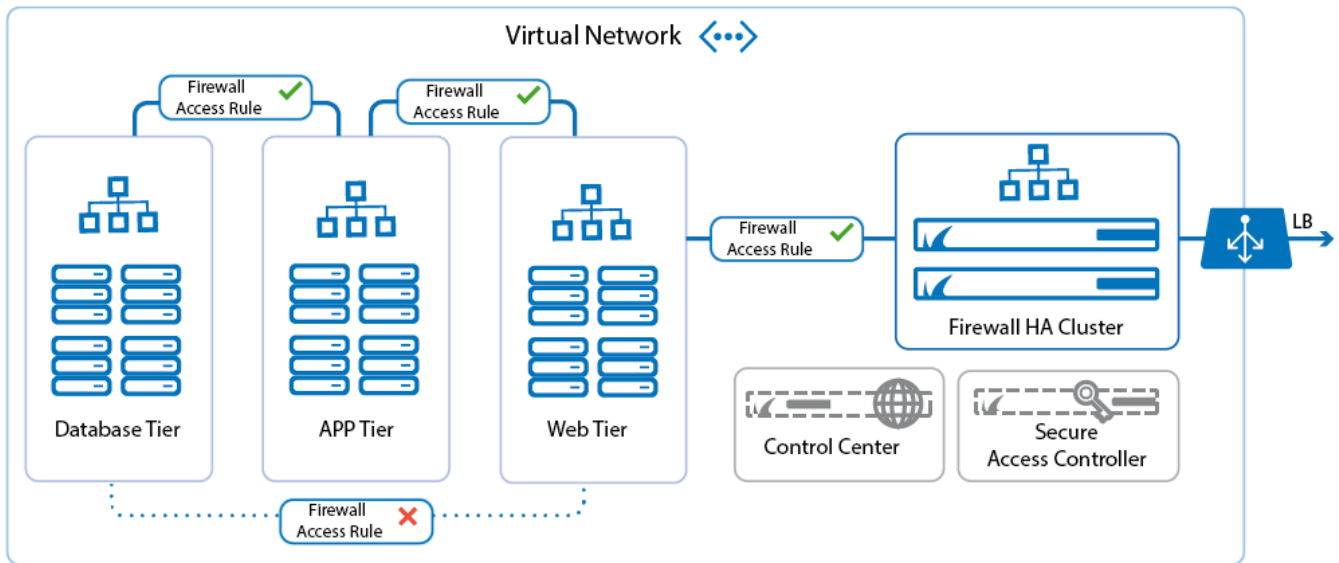 Virtual Network
Firewall
Access Rule
Firewall
Access Rule
Firewall
Access Rule
LB
Firewall HA Cluster
Database Tier
APP Tier
Web Tier
Control Center
Secure
Access Controller
Firewall
Access Rule